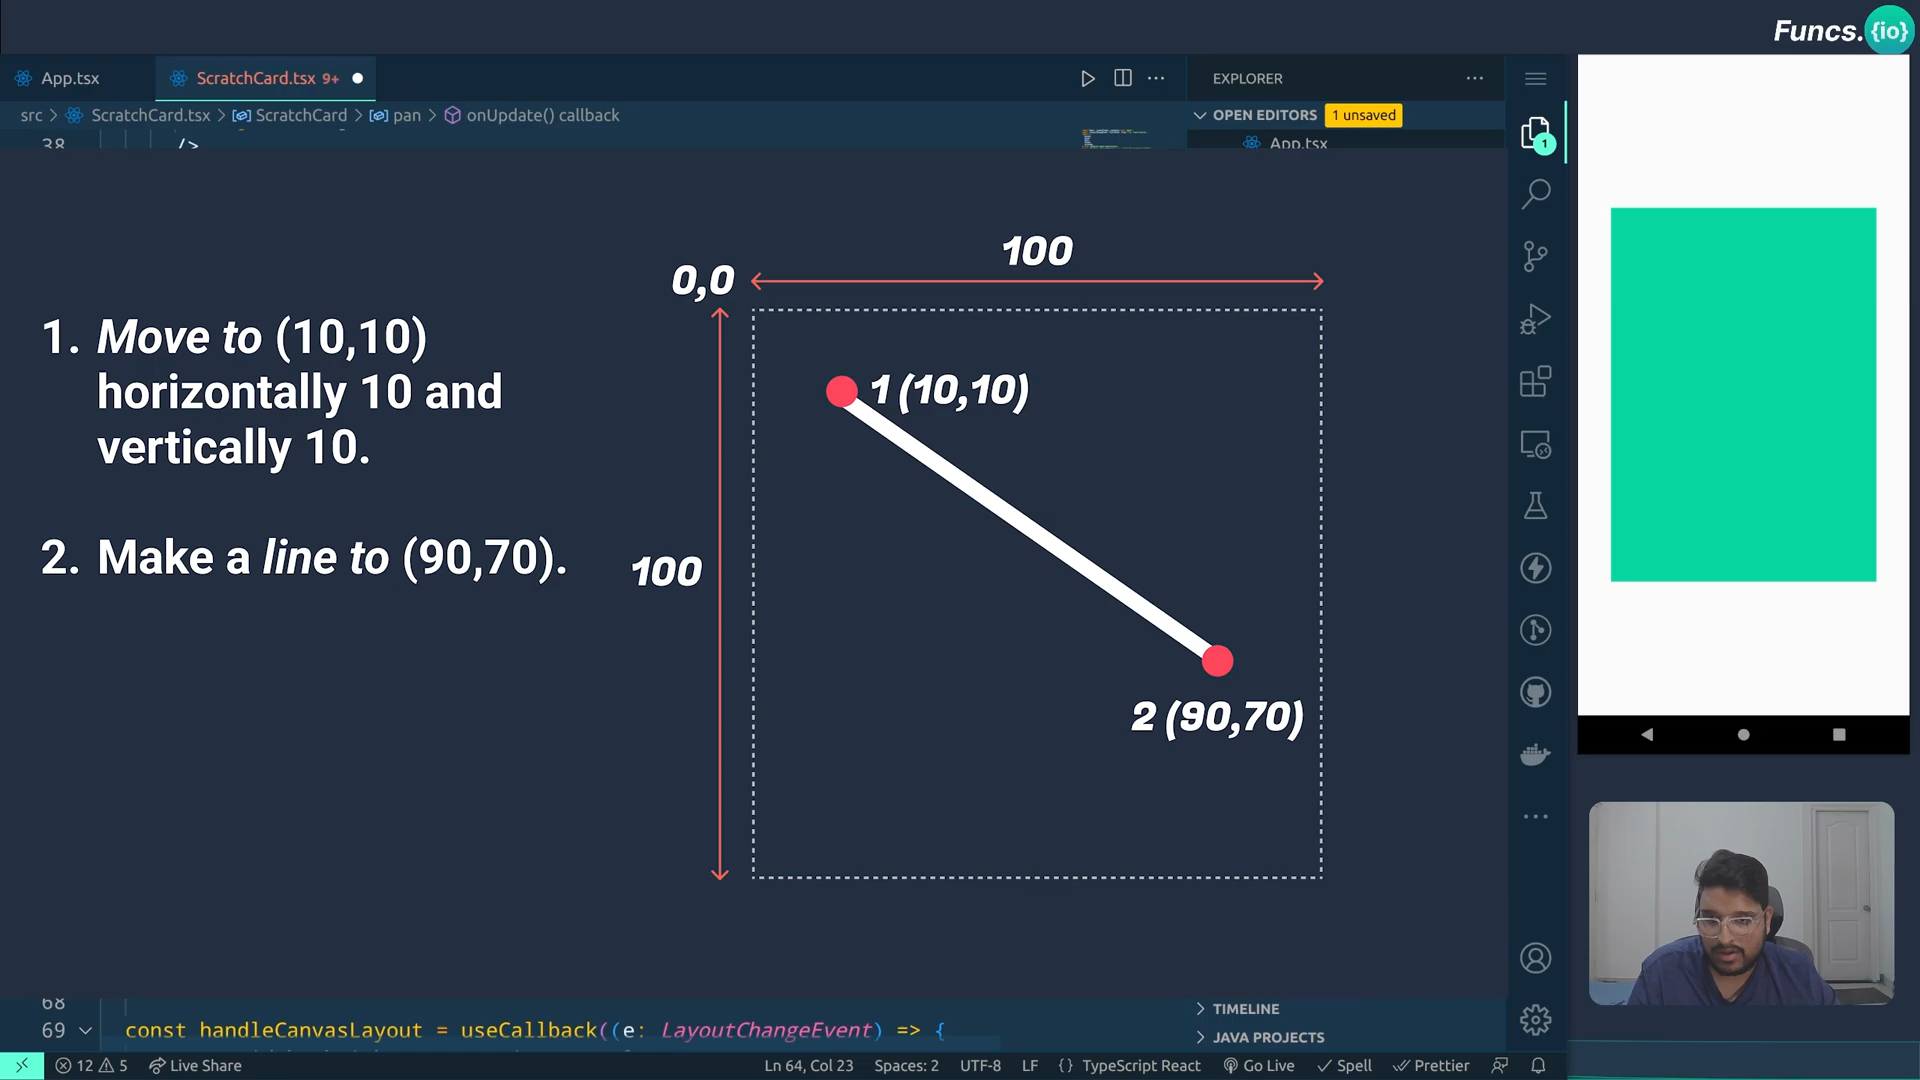 Funcs.{io}
App.tsx
ScratchCard.tsx 9+
EXPLORER
src > ScratchCard.tsx > ScratchCard > pan > onUpdate() callback
OPEN EDITORS 1 unsaved
38 />
App.tsx
1
100
0,0
1. Move to (10,10)
horizontally 10 and
vertically 10.
1 (10,10)
2. Make a line to (90,70).
100
2 (90,70)
68
69 const handleCanvasLayout = useCallback((e: LayoutChangeEvent) => {
TIMELINE
JAVA PROJECTS
12 5 Live Share
Ln 64, Col 23 Spaces: 2 UTF-8 LF {} TypeScript React Go Live Spell Prettier